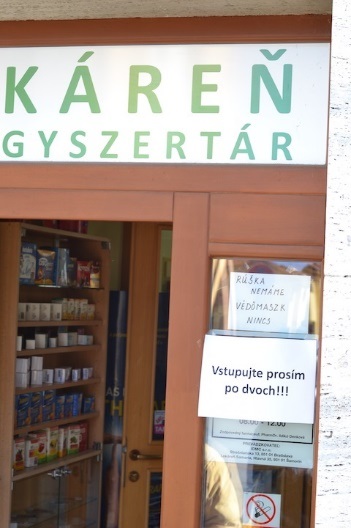 KÁREŇ
GYSZERTÁR
RÚŠKA
NEMÁME
VÉDŐMASZK
NINCS
Vstupujte prosím
po dvoch!!!